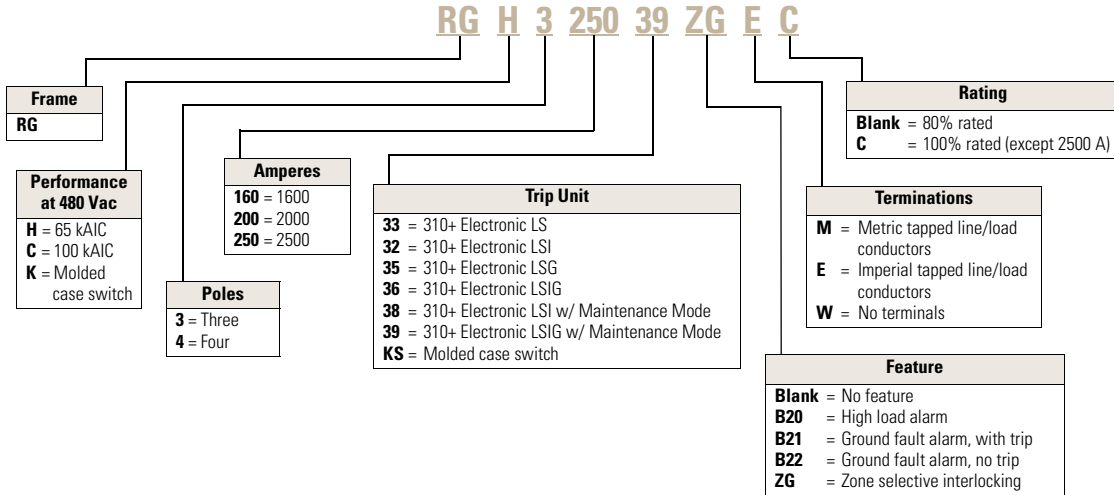 RG H 3 250 39 ZG E C
Frame
RG
Performance
at 480 Vac
H = 65 kAIC
C = 100 kAIC
K = Molded
case switch
Poles
3 = Three
4 = Four
Amperes
160 = 1600
200 = 2000
250 = 2500
Trip Unit
33 = 310+ Electronic LS
32 = 310+ Electronic LSI
35 = 310+ Electronic LSG
36 = 310+ Electronic LSIG
38 = 310+ Electronic LSI w/ Maintenance Mode
39 = 310+ Electronic LSIG w/ Maintenance Mode
KS = Molded case switch
Feature
Blank = No feature
B20 = High load alarm
B21 = Ground fault alarm, with trip
B22 = Ground fault alarm, no trip
ZG = Zone selective interlocking
Terminations
M = Metric tapped line/load
conductors
E = Imperial tapped line/load
conductors
W = No terminals
Rating
Blank = 80% rated
C = 100% rated (except 2500 A)